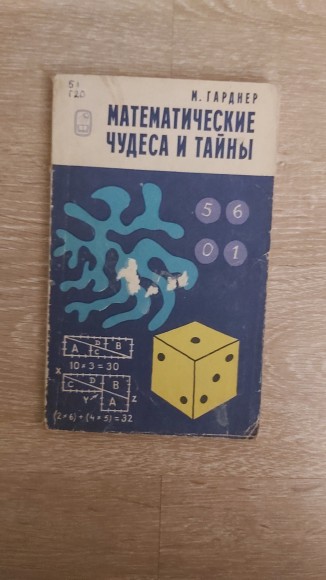 51
Г20
М. ГАРДНЕР
МАТЕМАТИЧЕСКИЕ
ЧУДЕСА И ТАЙНЫ
5 6
0 1
A D B
C
10×3=30
X C D B
Y A Z
(2×6)+(4×5)=32